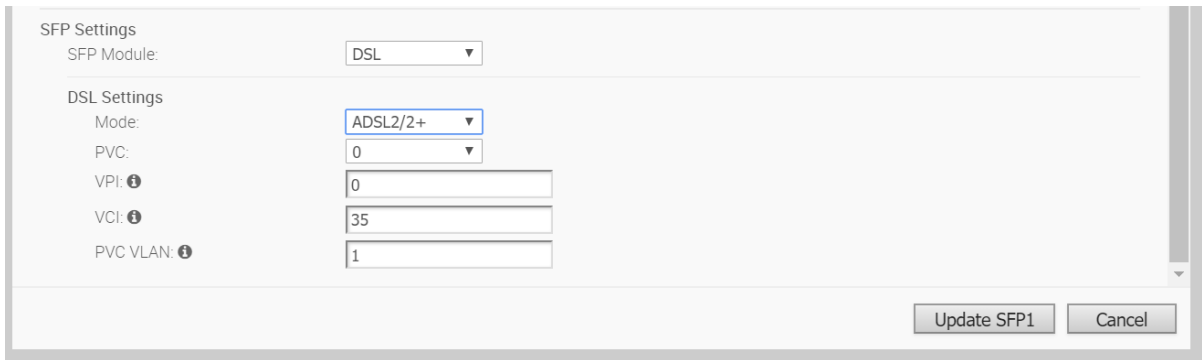 SFP Settings
SFP Module: DSL
DSL Settings
Mode: ADSL2/2+
PVC: 0
VPI: 0
VCI: 35
PVC VLAN: 1
Update SFP1 Cancel